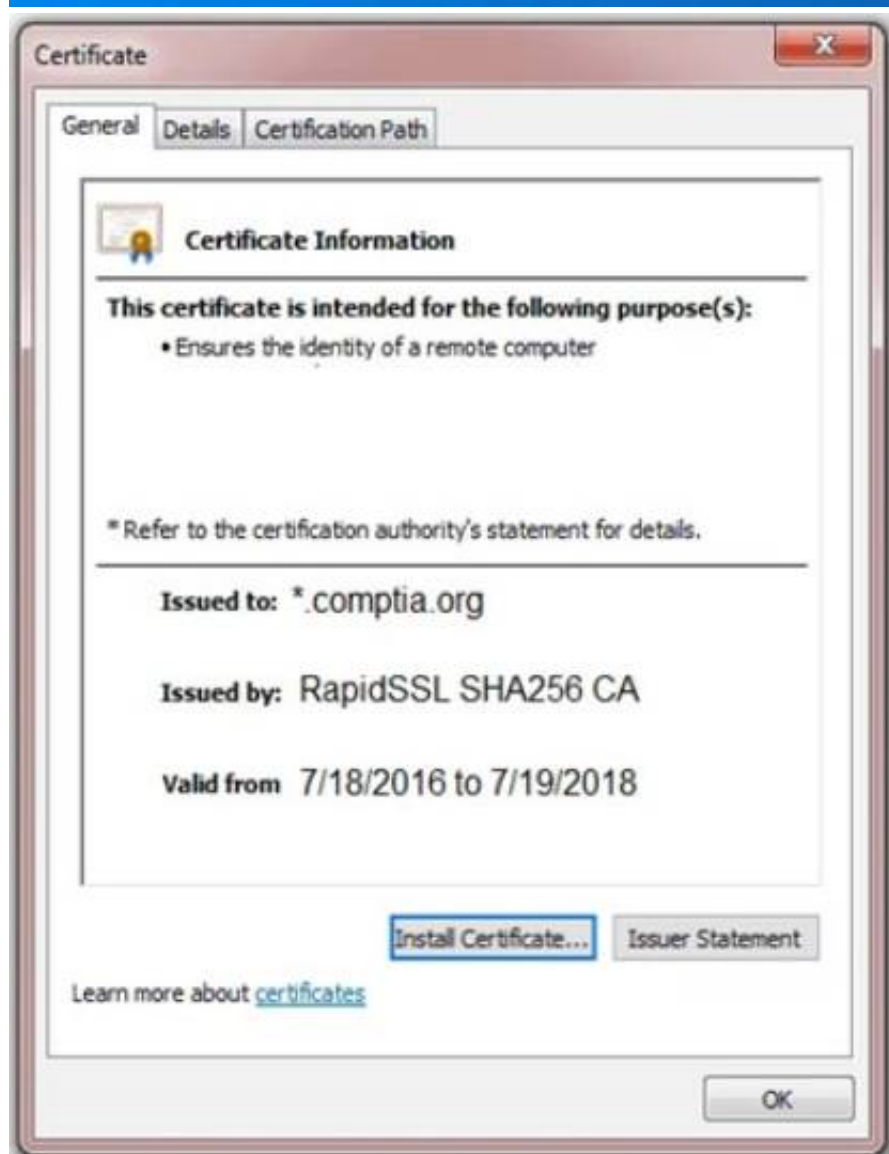 Certificate
General Details Certification Path
Certificate Information
This certificate is intended for the following purpose(s):
• Ensures the identity of a remote computer
* Refer to the certification authority's statement for details.
Issued to: *.comptia.org
Issued by: RapidSSL SHA256 CA
Valid from 7/18/2016 to 7/19/2018
Install Certificate... Issuer Statement
Learn more about certificates
OK